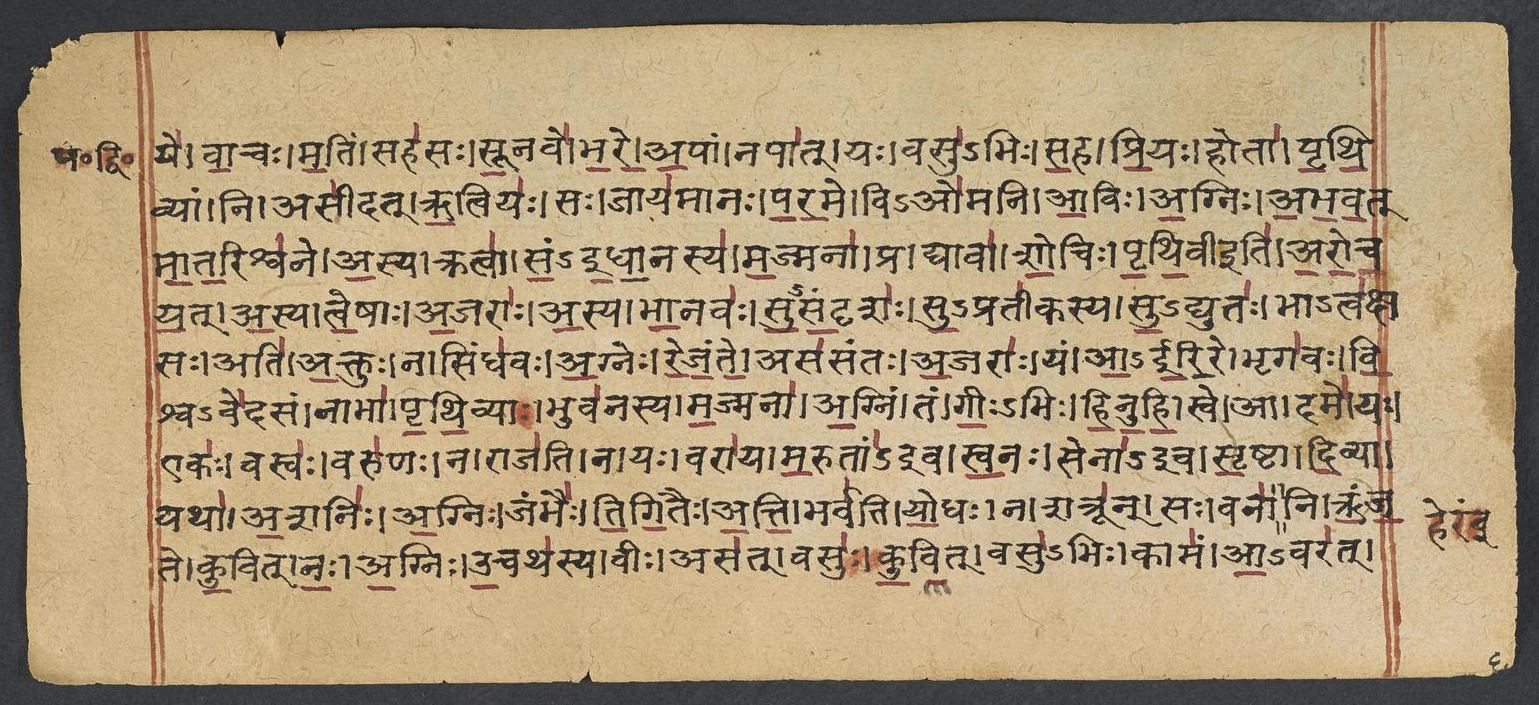 प॰द्वि॰
ये। वाचः। मतिं। सहसः। सूनवे। भरे। अपां। नपात्। यः। वसुऽभिः। सह। प्रियः। होता। पृथि
व्यां। नि। असीदत्। ऋत्वियः। सः। जायमानः। परमे। विऽओमनि। आविः। अग्निः। अभवत्
मातरिश्वने। अस्य। क्रत्वा। संऽइधानस्य। मज्मना। प्र। द्यावा। शोचिः। पृथिवीइति। अरोच
यत्। अस्य। त्वेषाः। अजराः। अस्य। भानवः। सुऽसंदृशः। सुऽप्रतीकस्य। सुऽद्युतः। भाऽत्वक्ष
सः। अति। अक्तुः। न। सिंधवः। अग्नेः। रेजंते। अससंतः। अजराः। यं। आऽईरिरे। भृगवः। वि
श्वऽवेदसं। नाभा। पृथिव्याः। भुवनस्य। मज्मना। अग्निं। तं। गीःऽभिः। हिनुहि। स्वे। आ। दमे। यः।
एकः। वस्वः। वरुणः। न। राजति। न। यः। वराय। मरुतांऽइव। स्वनः। सेनाऽइव। सृष्टा। दिव्या।
यथा। अशनिः। अग्निः। जंभैः। तिगितैः। अत्ति। भर्वति। योधः। न। शत्रून्। सः। वना। नि। ऋंज
ते। कुवित्। नः। अग्निः। उचथस्य। वीः। असत्। वसुः। कुवित्। वसुऽभिः। कामं। आऽवरत्।
हेरंब
६